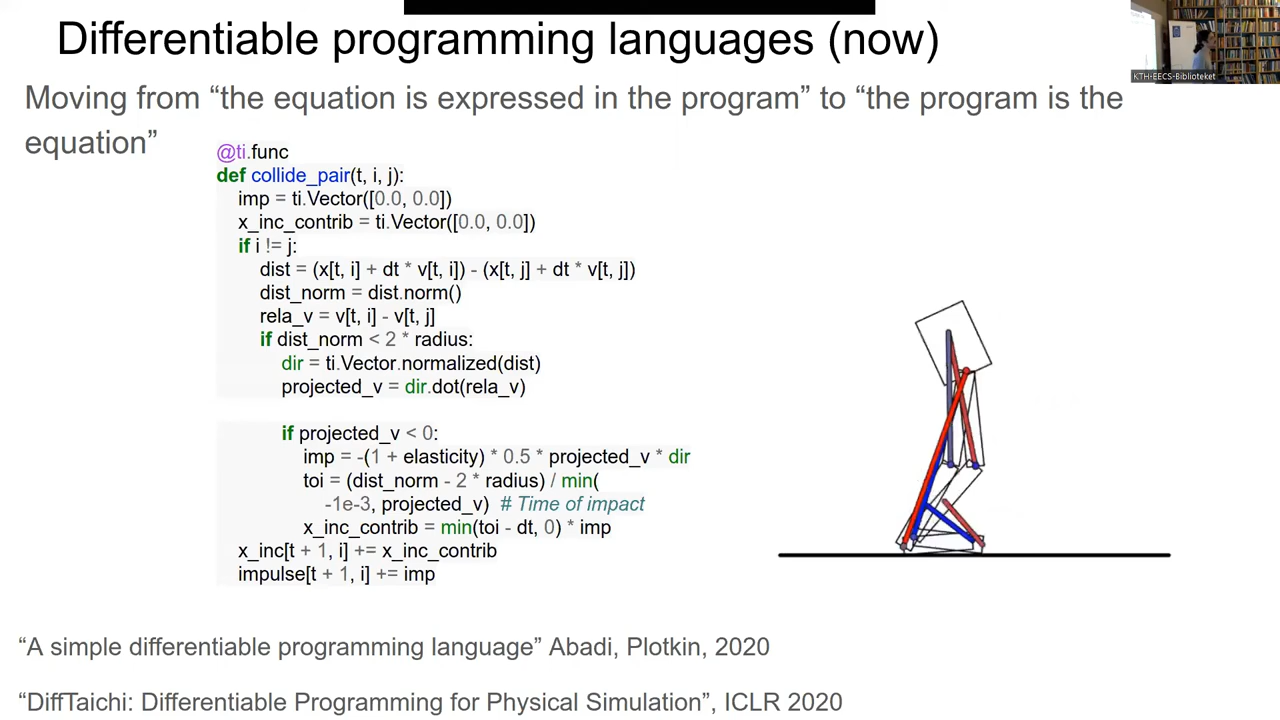 Differentiable programming languages (now)
KTH-EECS-Biblioteket
Moving from “the equation is expressed in the program” to “the program is the
equation”
@ti.func
def collide_pair(t, i, j):
imp = ti.Vector([0.0, 0.0])
x_inc_contrib = ti.Vector([0.0, 0.0])
if i != j:
dist = (x[t, i] + dt * v[t, i]) - (x[t, j] + dt * v[t, j])
dist_norm = dist.norm()
rela_v = v[t, i] - v[t, j]
if dist_norm < 2 * radius:
dir = ti.Vector.normalized(dist)
projected_v = dir.dot(rela_v)
if projected_v < 0:
imp = -(1 + elasticity) * 0.5 * projected_v * dir
toi = (dist_norm - 2 * radius) / min(
-1e-3, projected_v)  # Time of impact
x_inc_contrib = min(toi - dt, 0) * imp
x_inc[t + 1, i] += x_inc_contrib
impulse[t + 1, i] += imp
“A simple differentiable programming language” Abadi, Plotkin, 2020
“DiffTaichi: Differentiable Programming for Physical Simulation”, ICLR 2020